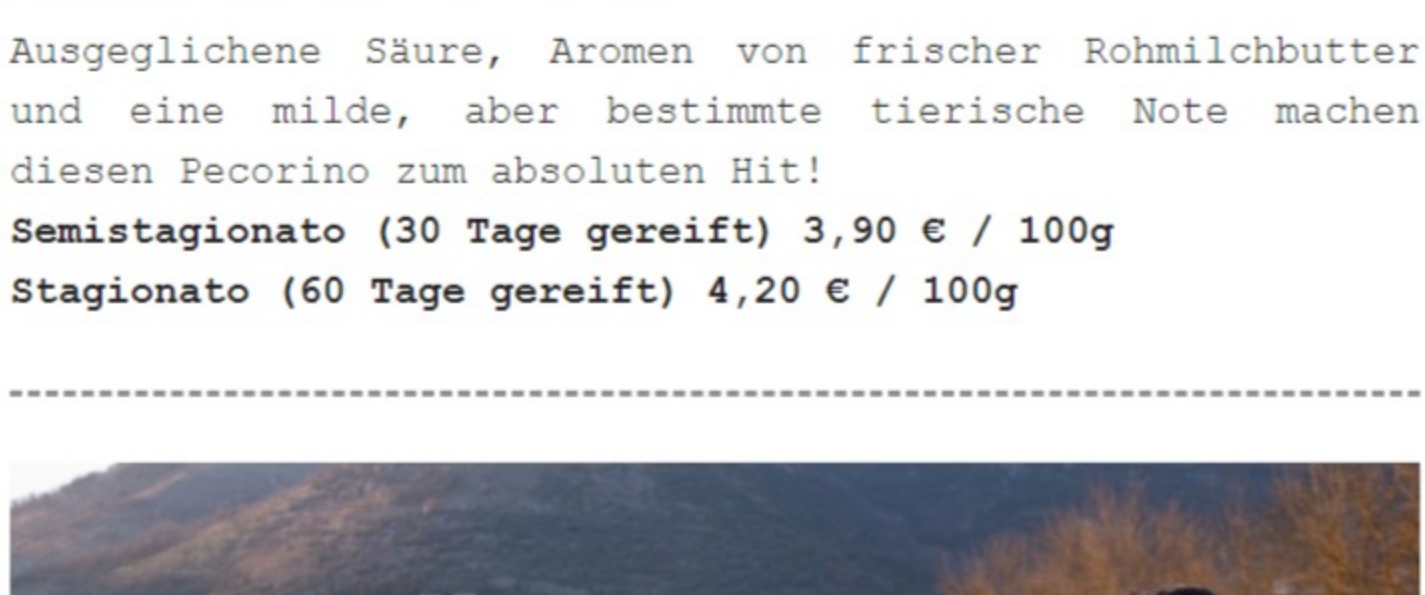 Ausgeglichene Säure, Aromen von frischer Rohmilchbutter
und eine milde, aber bestimmte tierische Note machen
diesen Pecorino zum absoluten Hit!
Semistagionato (30 Tage gereift) 3,90 € / 100g
Stagionato (60 Tage gereift) 4,20 € / 100g